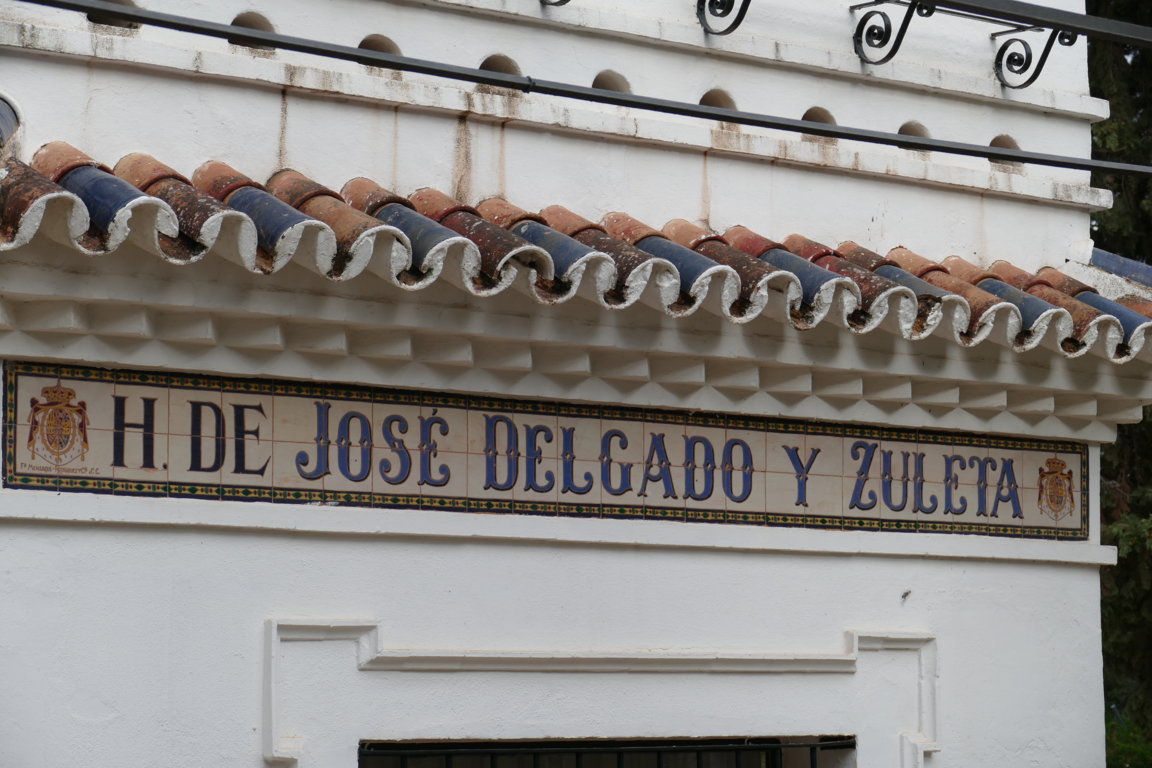 H. DE JOSÉ DELGADO Y ZULETA